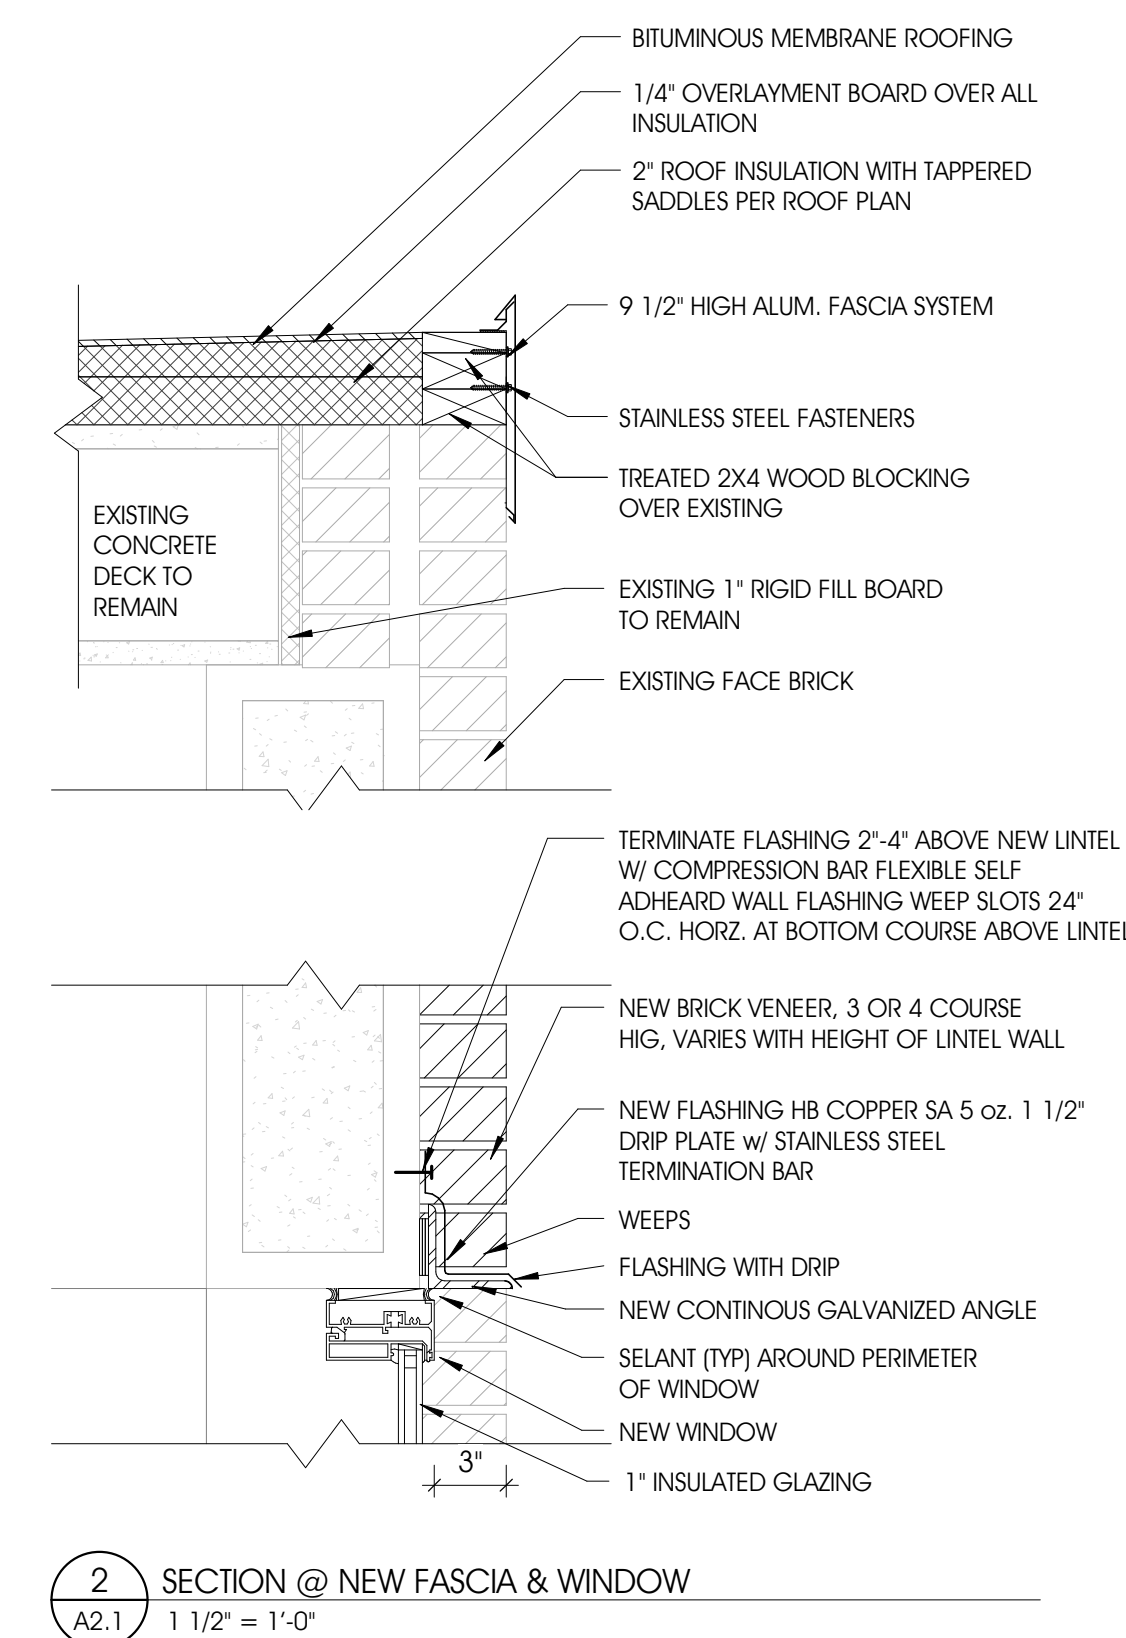 BITUMINOUS MEMBRANE ROOFING
1/4" OVERLAYMENT BOARD OVER ALL
INSULATION
2" ROOF INSULATION WITH TAPPERED
SADDLES PER ROOF PLAN
9 1/2" HIGH ALUM. FASCIA SYSTEM
STAINLESS STEEL FASTENERS
TREATED 2X4 WOOD BLOCKING
OVER EXISTING
EXISTING
CONCRETE
DECK TO
REMAIN
EXISTING 1" RIGID FILL BOARD
TO REMAIN
EXISTING FACE BRICK
TERMINATE FLASHING 2"-4" ABOVE NEW LINTEL
W/ COMPRESSION BAR FLEXIBLE SELF
ADHEARD WALL FLASHING WEEP SLOTS 24"
O.C. HORZ. AT BOTTOM COURSE ABOVE LINTEL
NEW BRICK VENEER, 3 OR 4 COURSE
HIG, VARIES WITH HEIGHT OF LINTEL WALL
NEW FLASHING HB COPPER SA 5 oz. 1 1/2"
DRIP PLATE w/ STAINLESS STEEL
TERMINATION BAR
WEEPS
FLASHING WITH DRIP
NEW CONTINOUS GALVANIZED ANGLE
SELANT (TYP) AROUND PERIMETER
OF WINDOW
NEW WINDOW
3"
1" INSULATED GLAZING
2
SECTION @ NEW FASCIA & WINDOW
A2.1
1 1/2" = 1'-0"